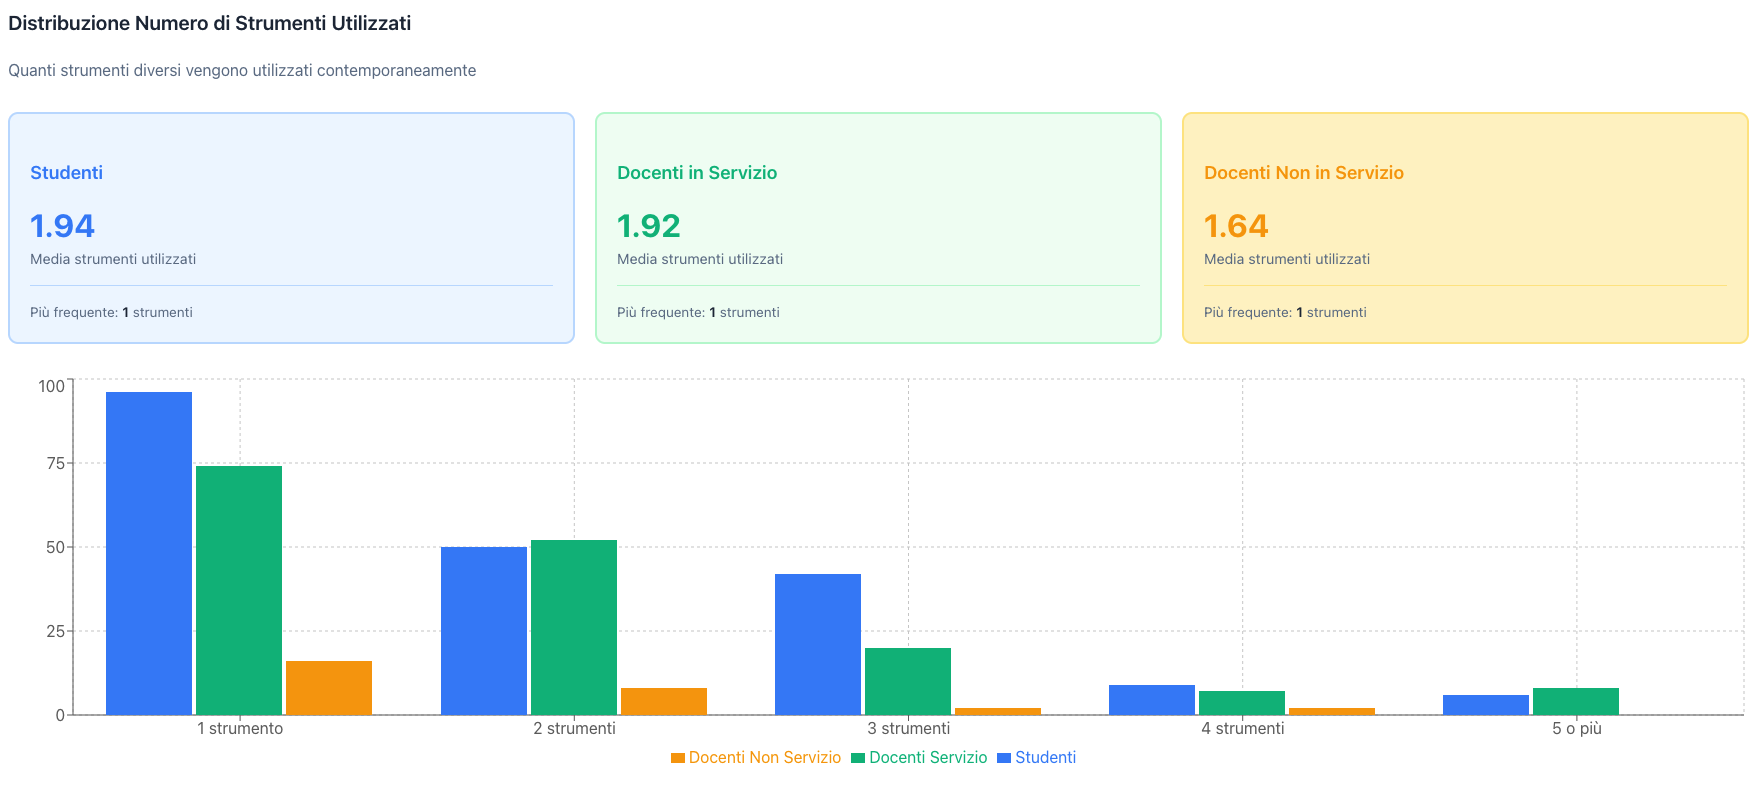 Distribuzione Numero di Strumenti Utilizzati
Quanti strumenti diversi vengono utilizzati contemporaneamente
Studenti
1.94
Media strumenti utilizzati
Più frequente: 1 strumenti
Docenti in Servizio
1.92
Media strumenti utilizzati
Più frequente: 1 strumenti
Docenti Non in Servizio
1.64
Media strumenti utilizzati
Più frequente: 1 strumenti
100
75
50
25
0
1 strumento
2 strumenti
3 strumenti
4 strumenti
5 o più
Docenti Non Servizio
Docenti Servizio
Studenti